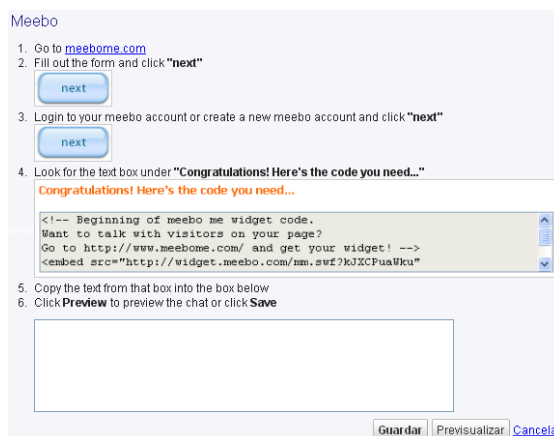 Meebo
1. Go to meebome.com
2. Fill out the form and click "next"
next
3. Login to your meebo account or create a new meebo account and click "next"
next
4. Look for the text box under "Congratulations! Here's the code you need..."
Congratulations! Here's the code you need...
<!-- Beginning of meebo me widget code.
Want to talk with visitors on your page?
Go to http://www.meebome.com/ and get your widget! -->
<embed src="http://widget.meebo.com/mm.swf?kJXCPuaWku"
5. Copy the text from that box into the box below
6. Click Preview to preview the chat or click Save
Guardar Previsualizar Cancela